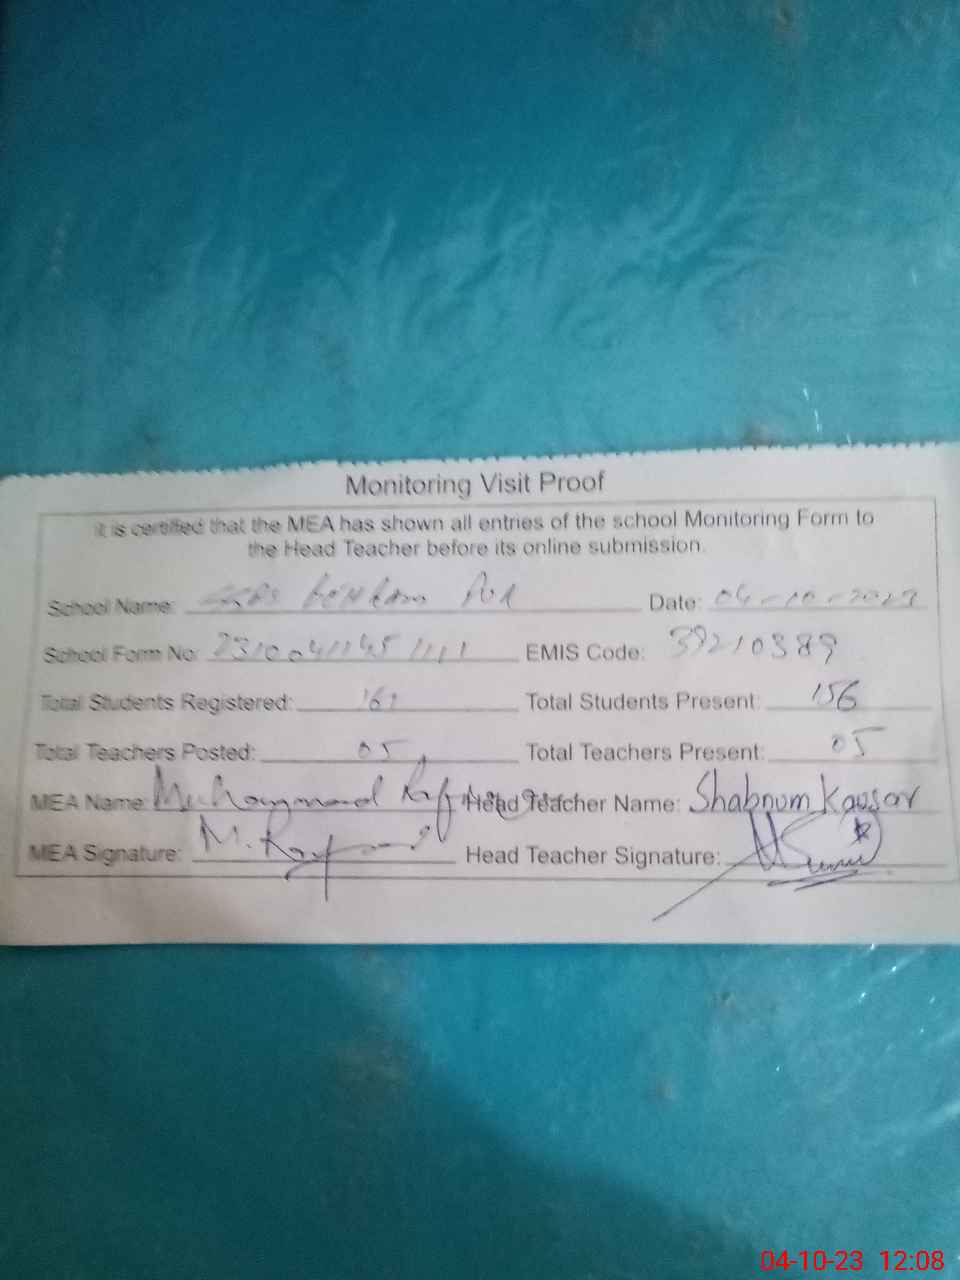 Monitoring Visit Proof
It is certified that the MEA has shown all entries of the school Monitoring Form to
the Head Teacher before its online submission.
School Name: Date: 04-10-2023
School Form No: EMIS Code: 39210389
Total Students Registered: Total Students Present: 156
Total Teachers Posted: 05 Total Teachers Present: 05
MEA Name: Muhammad Head Teacher Name: Shabnum Kausar
MEA Signature: Head Teacher Signature:
04-10-23 12:08